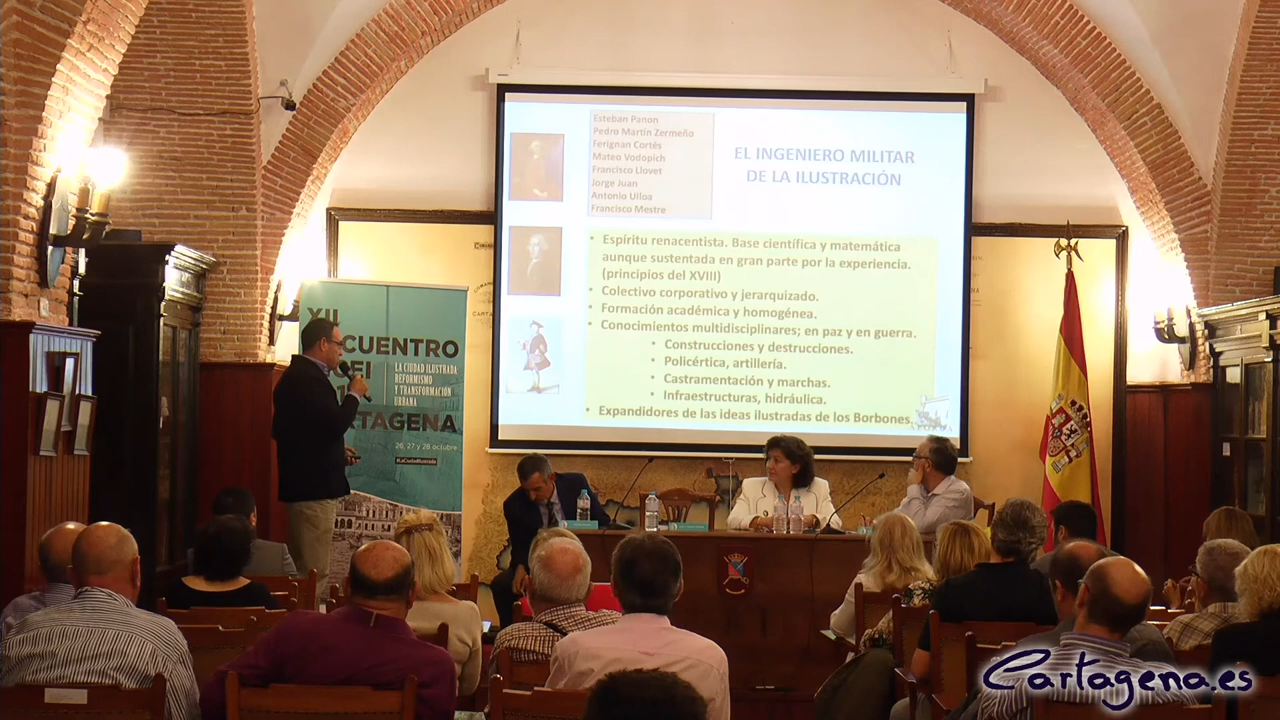 Esteban Panon
Pedro Martín Zermeño
Ferignan Cortés
Mateo Vodopich
Francisco Llovet
Jorge Juan
Antonio Ulloa
Francisco Mestre
EL INGENIERO MILITAR
DE LA ILUSTRACIÓN
• Espíritu renacentista. Base científica y matemática
aunque sustentada en gran parte por la experiencia.
(principios del XVIII)
• Colectivo corporativo y jerarquizado.
• Formación académica y homogénea.
• Conocimientos multidisciplinares; en paz y en guerra.
• Construcciones y destrucciones.
• Policértica, artillería.
• Castramentación y marchas.
• Infraestructuras, hidráulica.
• Expandidores de las ideas ilustradas de los Borbones.
XII
CUENTRO
EFI
LA CIUDAD ILUSTRADA
REFORMISMO
Y TRANSFORMACIÓN
URBANA
RTAGENA
26, 27 y 28 octubre
#LaCiudadIlustrada
Cartagena.es